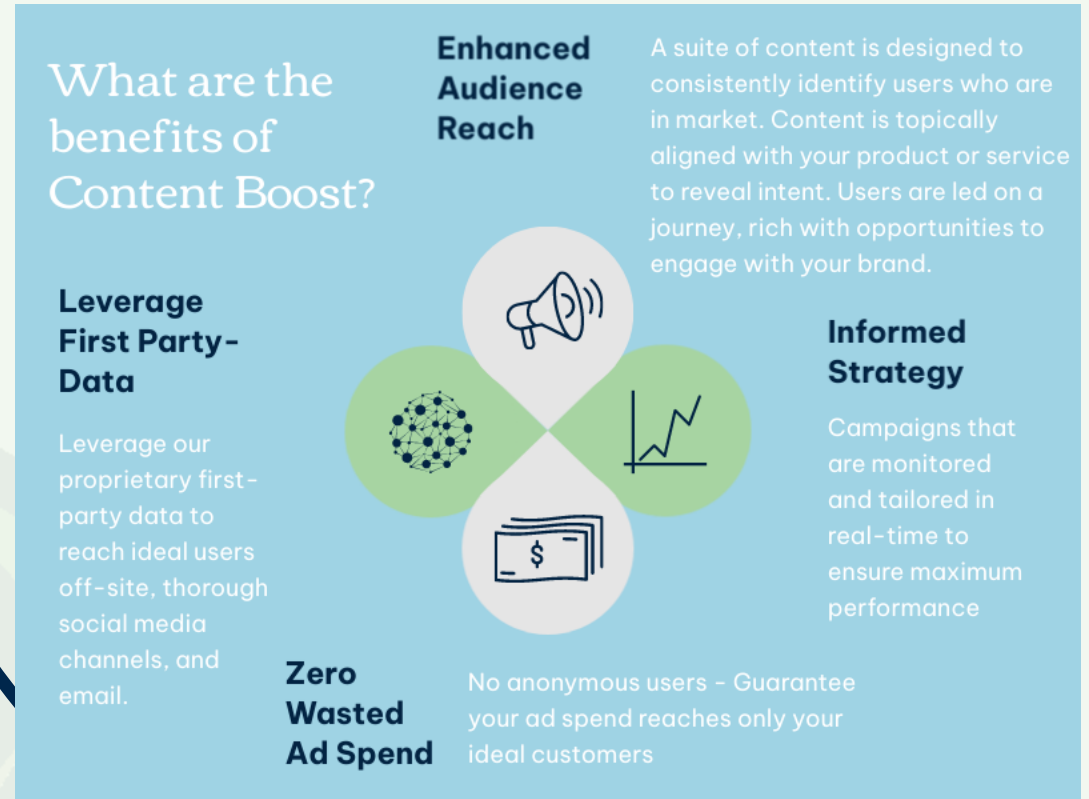 What are the
benefits of
Content Boost?
Enhanced
Audience
Reach
A suite of content is designed to
consistently identify users who are
in market. Content is topically
aligned with your product or service
to reveal intent. Users are led on a
journey, rich with opportunities to
engage with your brand.
Leverage
First Party-
Data
Leverage our
proprietary first-
party data to
reach ideal users
off-site, thorough
social media
channels, and
email.
Informed
Strategy
Campaigns that
are monitored
and tailored in
real-time to
ensure maximum
performance
$
Zero
Wasted
Ad Spend
No anonymous users - Guarantee
your ad spend reaches only your
ideal customers